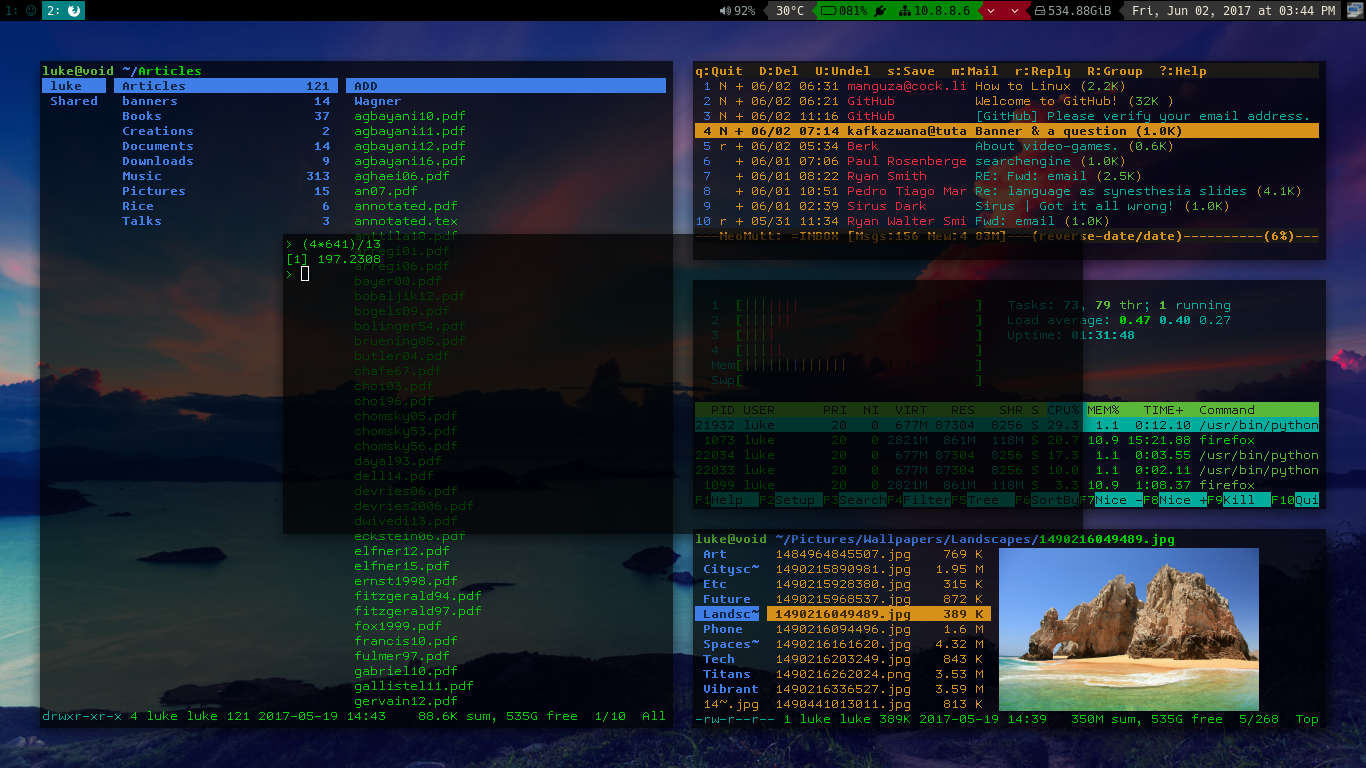 1: 2: 92% 30°C 081% 10.8.8.6 534.88GiB Fri, Jun 02, 2017 at 03:44 PM
luke@void ~/Articles
luke Articles 121 ADD
Shared banners 14 Wagner
Books 37 agbayani10.pdf
Creations 2 agbayani11.pdf
Documents 14 agbayani12.pdf
Downloads 9 agbayani16.pdf
Music 313 aghaei06.pdf
Pictures 15 an07.pdf
Rice 6 annotated.pdf
Talks 3 annotated.tex
bayer00.pdf
bobaljik12.pdf
bogels09.pdf
bolinger54.pdf
bruening05.pdf
butler04.pdf
chafe67.pdf
choi03.pdf
choi96.pdf
chomsky05.pdf
chomsky53.pdf
chomsky56.pdf
dayal93.pdf
dell14.pdf
devries06.pdf
devries2006.pdf
dwivedi13.pdf
eckstein06.pdf
elfner12.pdf
elfner15.pdf
ernst1998.pdf
fitzgerald94.pdf
fitzgerald97.pdf
fox1999.pdf
francis10.pdf
fulmer97.pdf
gabriel10.pdf
gallistel11.pdf
gervain12.pdf
drwxr-xr-x 4 luke luke 121 2017-05-19 14:43 88.6K sum, 535G free 1/10 All
> (4*641)/13
[1] 197.2308
>
q:Quit D:Del U:Undel s:Save m:Mail r:Reply R:Group ?:Help
1 N + 06/02 06:31 manguza@cock.li How to Linux (2.2K)
2 N + 06/02 06:21 GitHub Welcome to GitHub! (32K )
3 N + 06/02 11:16 GitHub [GitHub] Please verify your email address.
4 N + 06/02 07:14 kafkazwana@tuta Banner & a question (1.0K)
5 r + 06/02 05:34 Berk About video-games. (0.6K)
6 + 06/01 07:06 Paul Rosenberge searchengine (1.0K)
7 + 06/01 08:22 Ryan Smith RE: Fwd: email (2.5K)
8 + 06/01 10:51 Pedro Tiago Mar Re: language as synesthesia slides (4.1K)
9 + 06/01 02:39 Sirus Dark Sirus | Got it all wrong! (1.0K)
10 r + 05/31 11:34 Ryan Walter Smi Fwd: email (1.0K)
---NeoMutt: =INBOX [Msgs:156 New:4 83M]---(reverse-date/date)----------(6%)---
1 [||||||| ] Tasks: 73, 79 thr; 1 running
2 [|||||| ] Load average: 0.47 0.40 0.27
3 [|||| ] Uptime: 01:31:48
4 [||||| ]
Mem[||||||||||||| ]
Swp[ ]
PID USER PRI NI VIRT RES SHR S CPU% MEM% TIME+ Command
21932 luke 20 0 677M 87304 8256 S 29.3 1.1 0:12.10 /usr/bin/python
1073 luke 20 0 2821M 861M 118M S 20.7 10.9 15:21.88 firefox
22034 luke 20 0 677M 87304 8256 S 17.3 1.1 0:03.55 /usr/bin/python
22033 luke 20 0 677M 87304 8256 S 10.0 1.1 0:02.11 /usr/bin/python
1099 luke 20 0 2821M 861M 118M S 3.3 10.9 1:08.37 firefox
F1Help F2Setup F3SearchF4FilterF5Tree F6SortByF7Nice -F8Nice +F9Kill F10Qui
luke@void ~/Pictures/Wallpapers/Landscapes/1490216049489.jpg
Art 1484964845507.jpg 769 K
Citysc~ 1490215890981.jpg 1.95 M
Etc 1490215928380.jpg 315 K
Future 1490215968537.jpg 872 K
Landsc~ 1490216049489.jpg 389 K
Phone 1490216094496.jpg 1.6 M
Spaces~ 1490216161620.jpg 4.32 M
Tech 1490216203249.jpg 843 K
Titans 1490216262024.png 3.53 M
Vibrant 1490216336527.jpg 3.59 M
14~.jpg 1490441013011.jpg 813 K
-rw-r--r-- 1 luke luke 389K 2017-05-19 14:39 350M sum, 535G free 5/268 Top